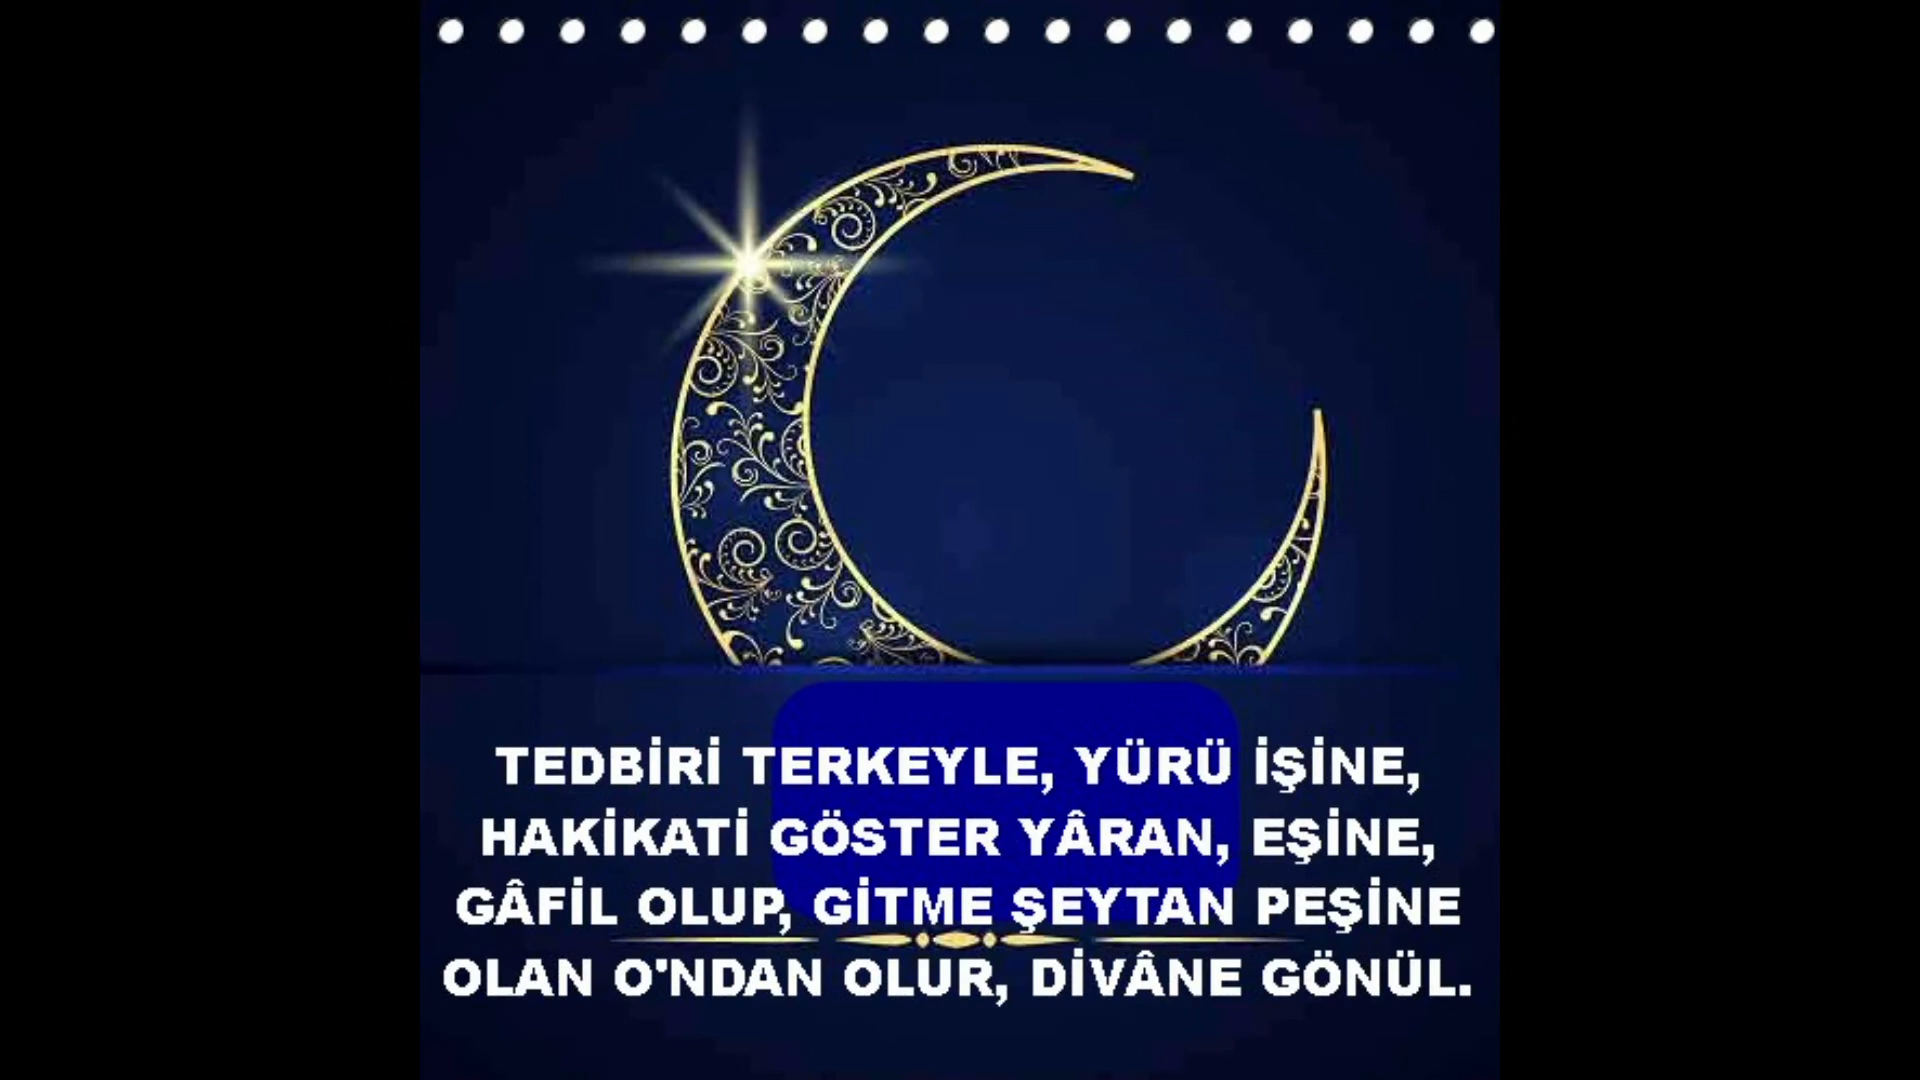 TEDBİRİ TERKEYLE, YÜRÜ İŞİNE,
HAKİKATİ GÖSTER YÂRAN, EŞİNE,
GÂFİL OLUP, GİTME ŞEYTAN PEŞİNE
OLAN O'NDAN OLUR, DİVÂNE GÖNÜL.